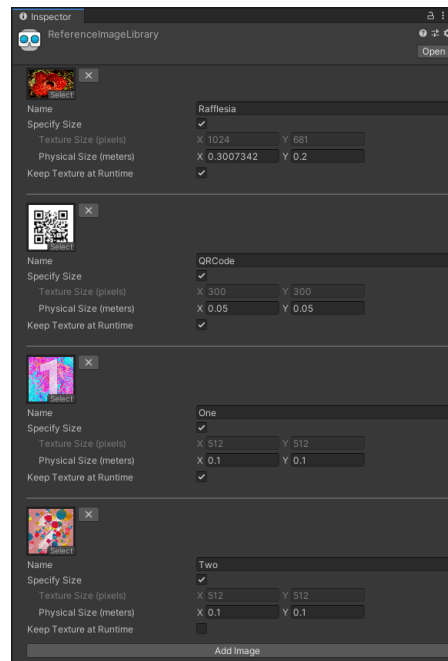 Inspector
ReferenceImageLibrary
Open
Select
Name Rafflesia
Specify Size
Texture Size (pixels) X 1024 Y 681
Physical Size (meters) X 0.3007342 Y 0.2
Keep Texture at Runtime
Select
Name QRCode
Specify Size
Texture Size (pixels) X 300 Y 300
Physical Size (meters) X 0.05 Y 0.05
Keep Texture at Runtime
1
Select
Name One
Specify Size
Texture Size (pixels) X 512 Y 512
Physical Size (meters) X 0.1 Y 0.1
Keep Texture at Runtime
Select
Name Two
Specify Size
Texture Size (pixels) X 512 Y 512
Physical Size (meters) X 0.1 Y 0.1
Keep Texture at Runtime
Add Image